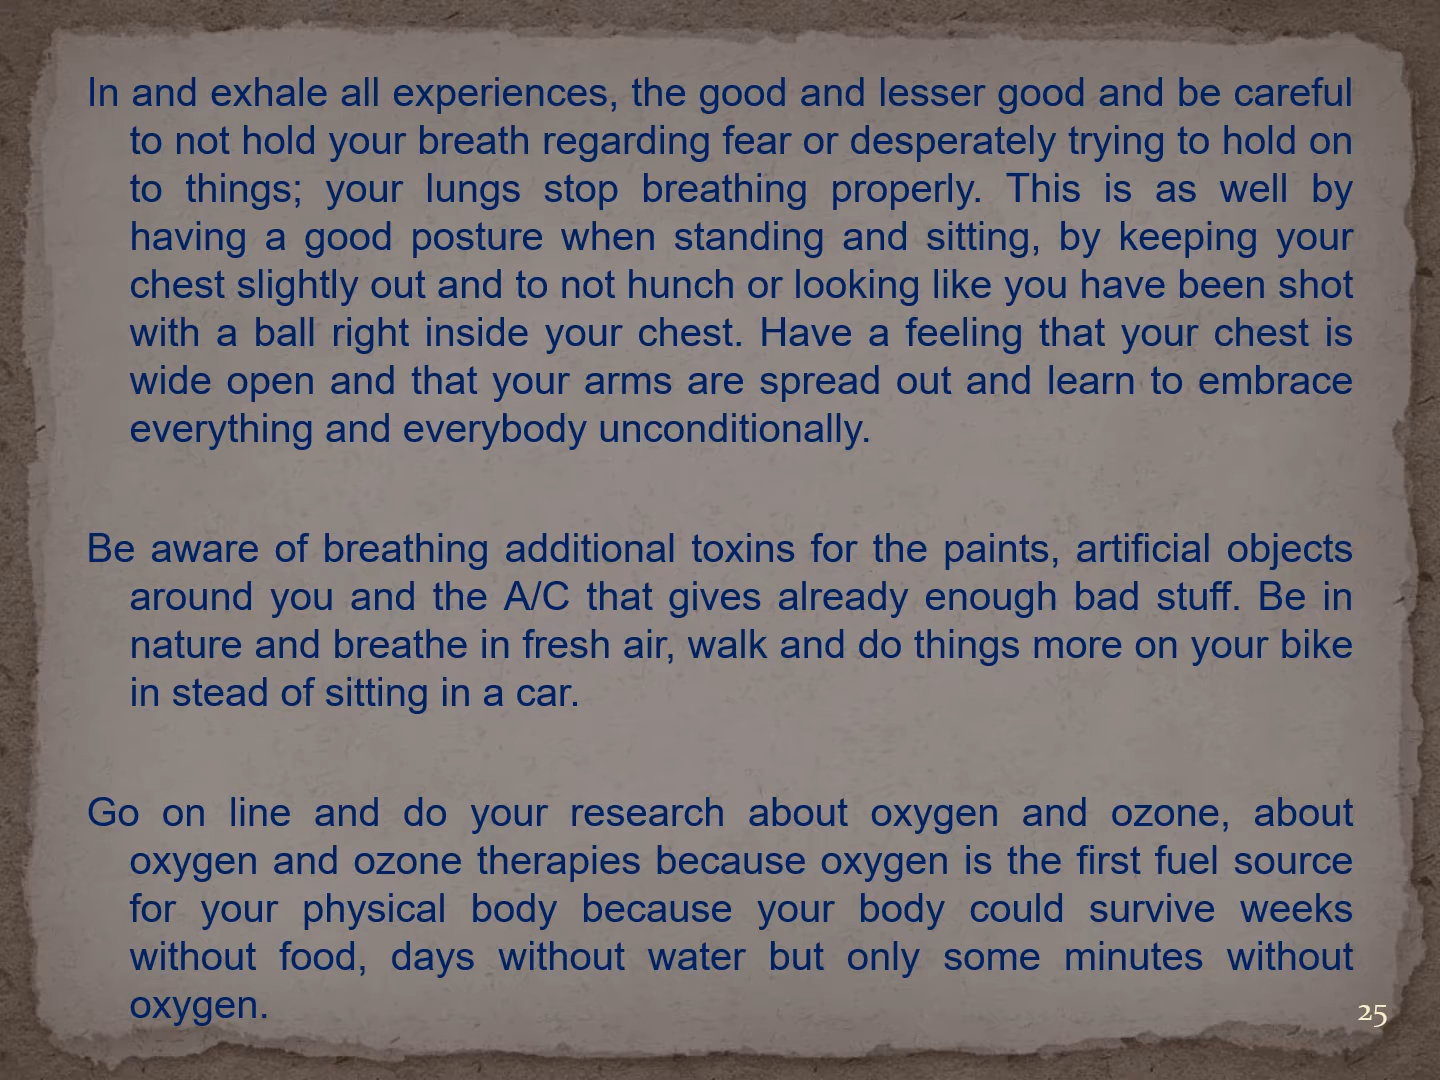 In and exhale all experiences, the good and lesser good and be careful
to not hold your breath regarding fear or desperately trying to hold on
to things; your lungs stop breathing properly. This is as well by
having a good posture when standing and sitting, by keeping your
chest slightly out and to not hunch or looking like you have been shot
with a ball right inside your chest. Have a feeling that your chest is
wide open and that your arms are spread out and learn to embrace
everything and everybody unconditionally.
Be aware of breathing additional toxins for the paints, artificial objects
around you and the A/C that gives already enough bad stuff. Be in
nature and breathe in fresh air, walk and do things more on your bike
in stead of sitting in a car.
Go on line and do your research about oxygen and ozone, about
oxygen and ozone therapies because oxygen is the first fuel source
for your physical body because your body could survive weeks
without food, days without water but only some minutes without
oxygen.
25